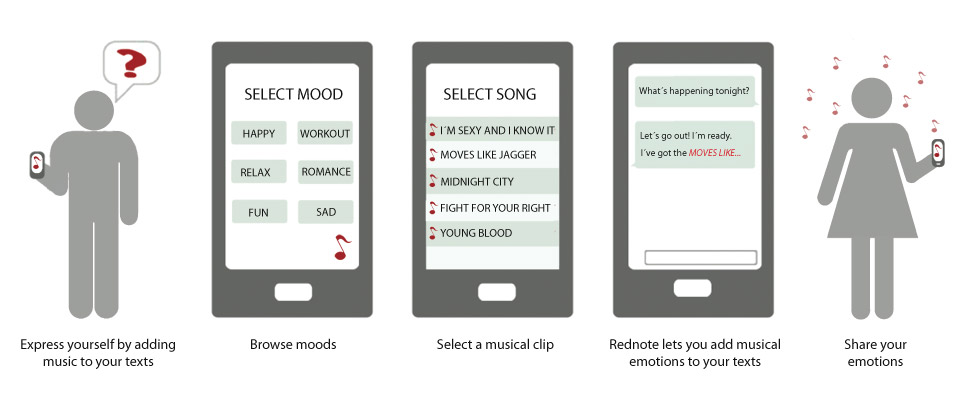 ?
SELECT MOOD
HAPPY WORKOUT
RELAX ROMANCE
FUN SAD
SELECT SONG
I´M SEXY AND I KNOW IT
MOVES LIKE JAGGER
MIDNIGHT CITY
FIGHT FOR YOUR RIGHT
YOUNG BLOOD
What´s happening tonight?
Let´s go out! I´m ready.
I´ve got the MOVES LIKE...
Express yourself by adding
music to your texts
Browse moods
Select a musical clip
Rednote lets you add musical
emotions to your texts
Share your
emotions